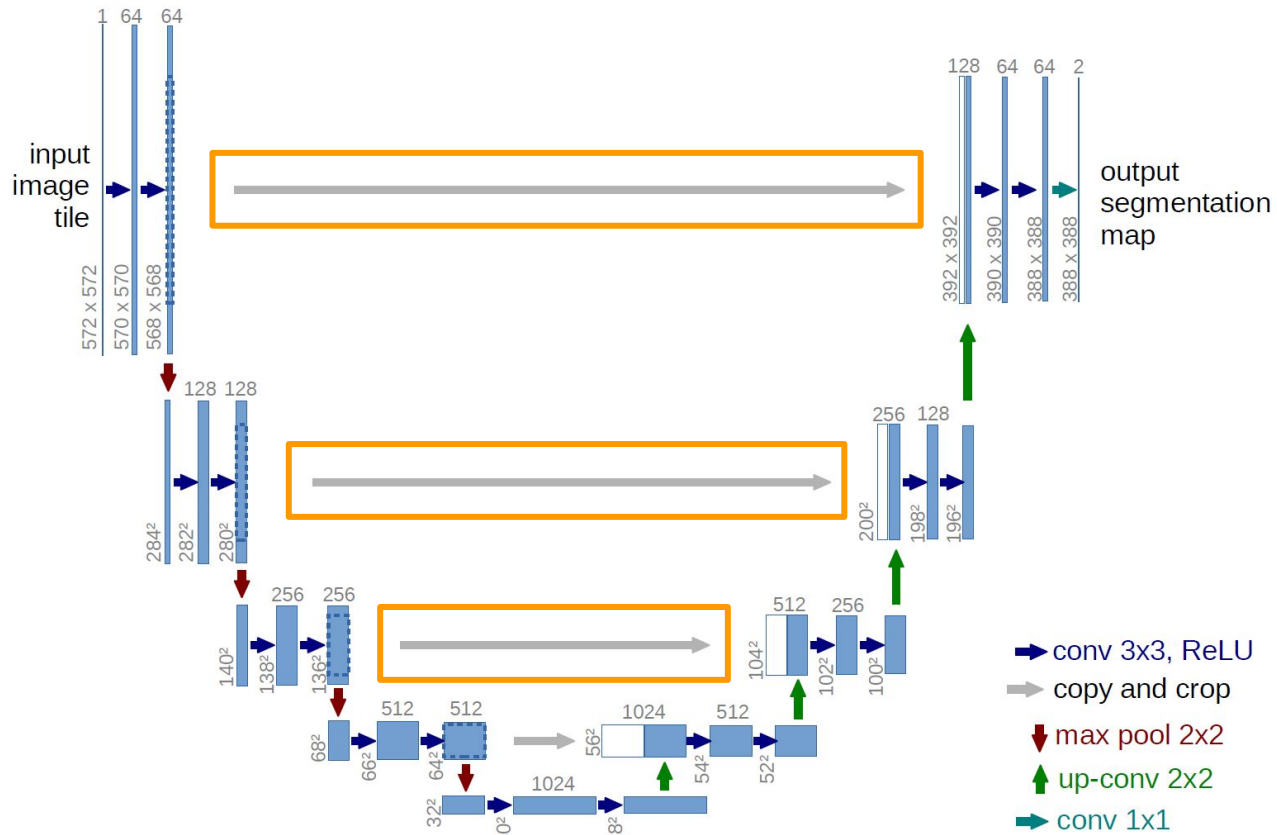 1 64 64
input
image
tile
572 x 572
570 x 570
568 x 568
128 64 64 2
output
segmentation
map
392 x 392
390 x 390
388 x 388
388 x 388
128 128
284²
282²
280²
256 128
200²
198²
196²
256 256
140²
138²
136²
512 256
104²
102²
100²
512 512
68²
66²
64²
1024 512
56²
54²
52²
1024
32²
0²
8²
conv 3x3, ReLU
copy and crop
max pool 2x2
up-conv 2x2
conv 1x1